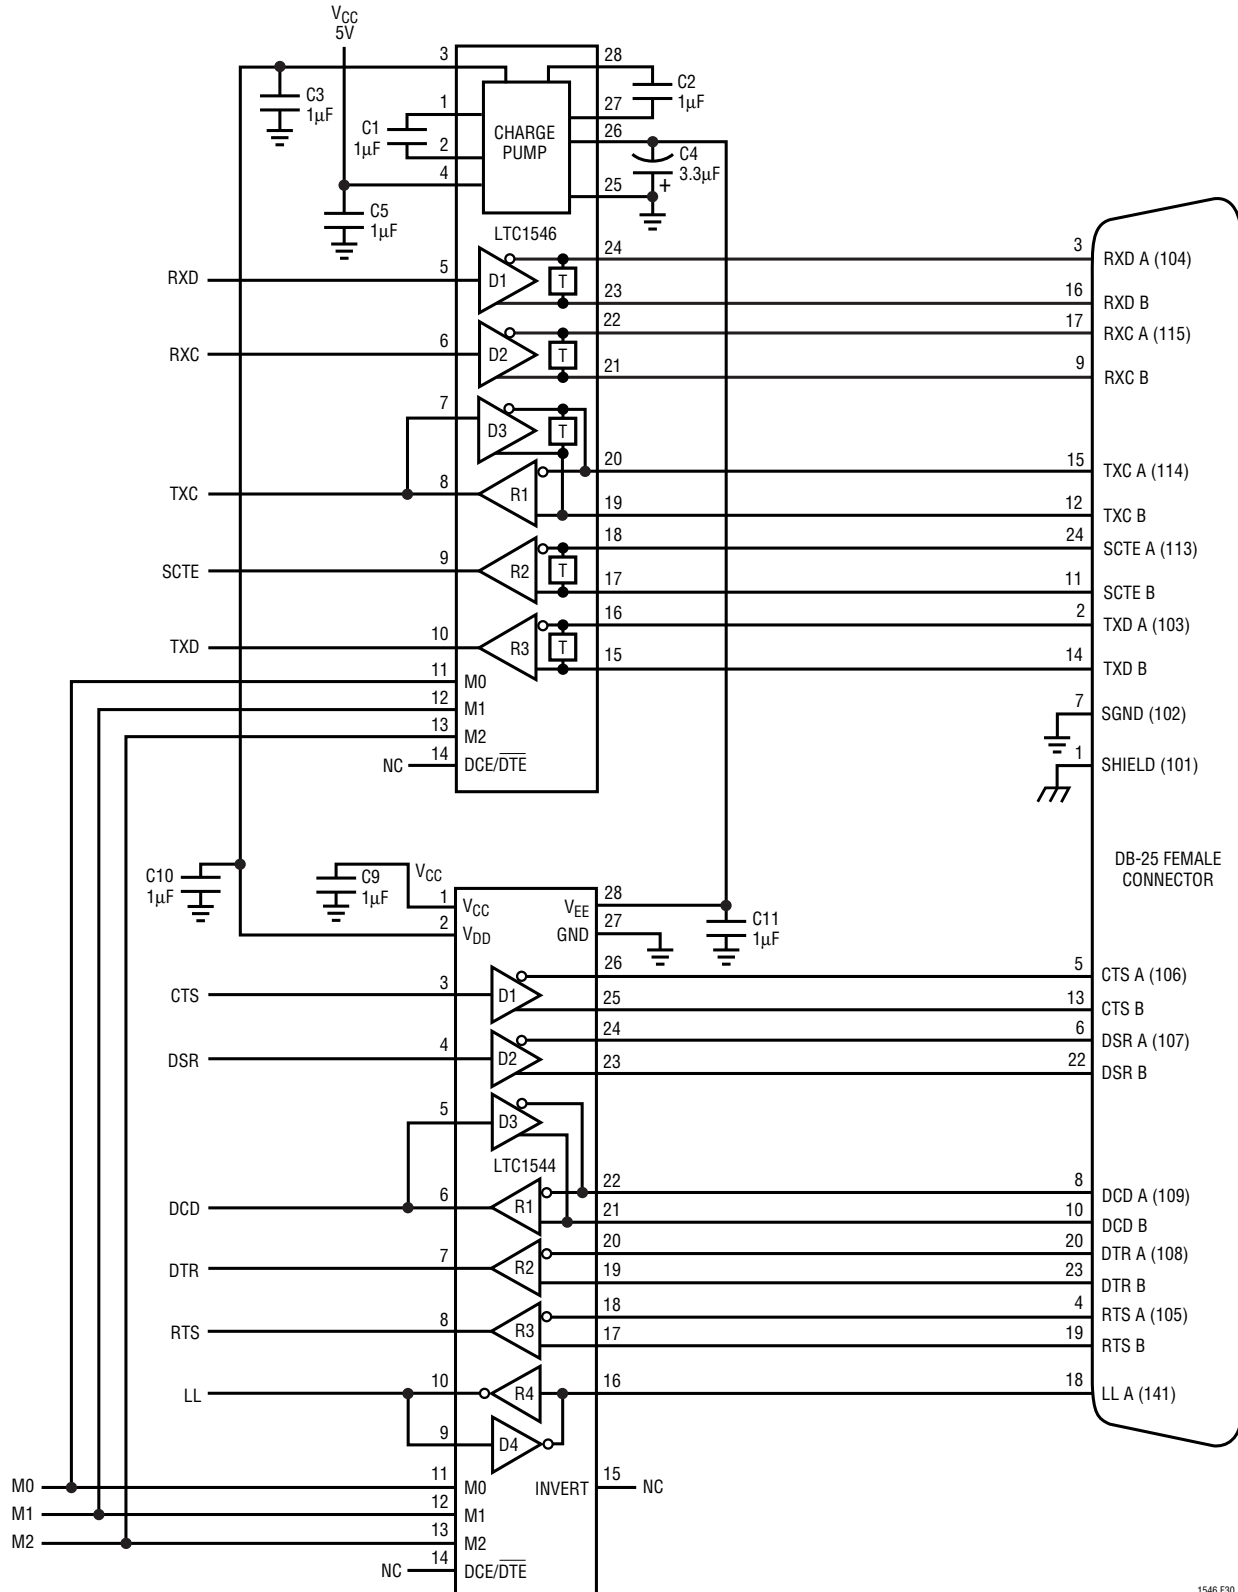 VCC
5V
3
28
C3
1µF
C2
1µF
1
27
C1
1µF
CHARGE
PUMP
26
2
C4
3.3µF
+
4
25
C5
1µF
LTC1546
RXD
5
D1
T
24
3
RXD A (104)
23
16
RXD B
RXC
6
D2
T
22
17
RXC A (115)
21
9
RXC B
7
D3
T
20
15
TXC A (114)
TXC
8
R1
19
12
TXC B
18
24
SCTE A (113)
SCTE
9
R2
T
17
11
SCTE B
16
2
TXD A (103)
TXD
10
R3
T
15
14
TXD B
11
M0
12
M1
7
SGND (102)
13
M2
NC
14
DCE/DTE
1
SHIELD (101)
DB-25 FEMALE
CONNECTOR
C10
1µF
C9
1µF
VCC
1
VCC
VEE
28
2
VDD
GND
27
C11
1µF
CTS
3
D1
26
5
CTS A (106)
25
13
CTS B
DSR
4
D2
24
6
DSR A (107)
23
22
DSR B
5
D3
LTC1544
DCD
6
R1
22
8
DCD A (109)
21
10
DCD B
DTR
7
R2
20
20
DTR A (108)
19
23
DTR B
RTS
8
R3
18
4
RTS A (105)
17
19
RTS B
LL
10
R4
16
18
LL A (141)
9
D4
M0
11
M0
INVERT
15
NC
M1
12
M1
M2
13
M2
NC
14
DCE/DTE
1546 F30